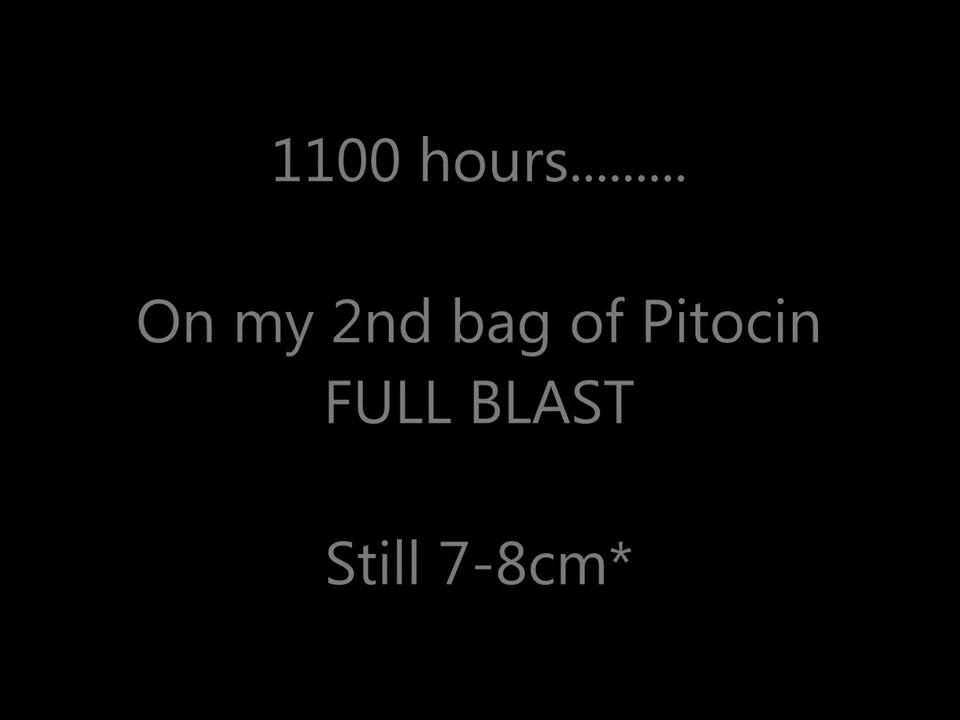 1100 hours.........
On my 2nd bag of Pitocin
FULL BLAST
Still 7-8cm*